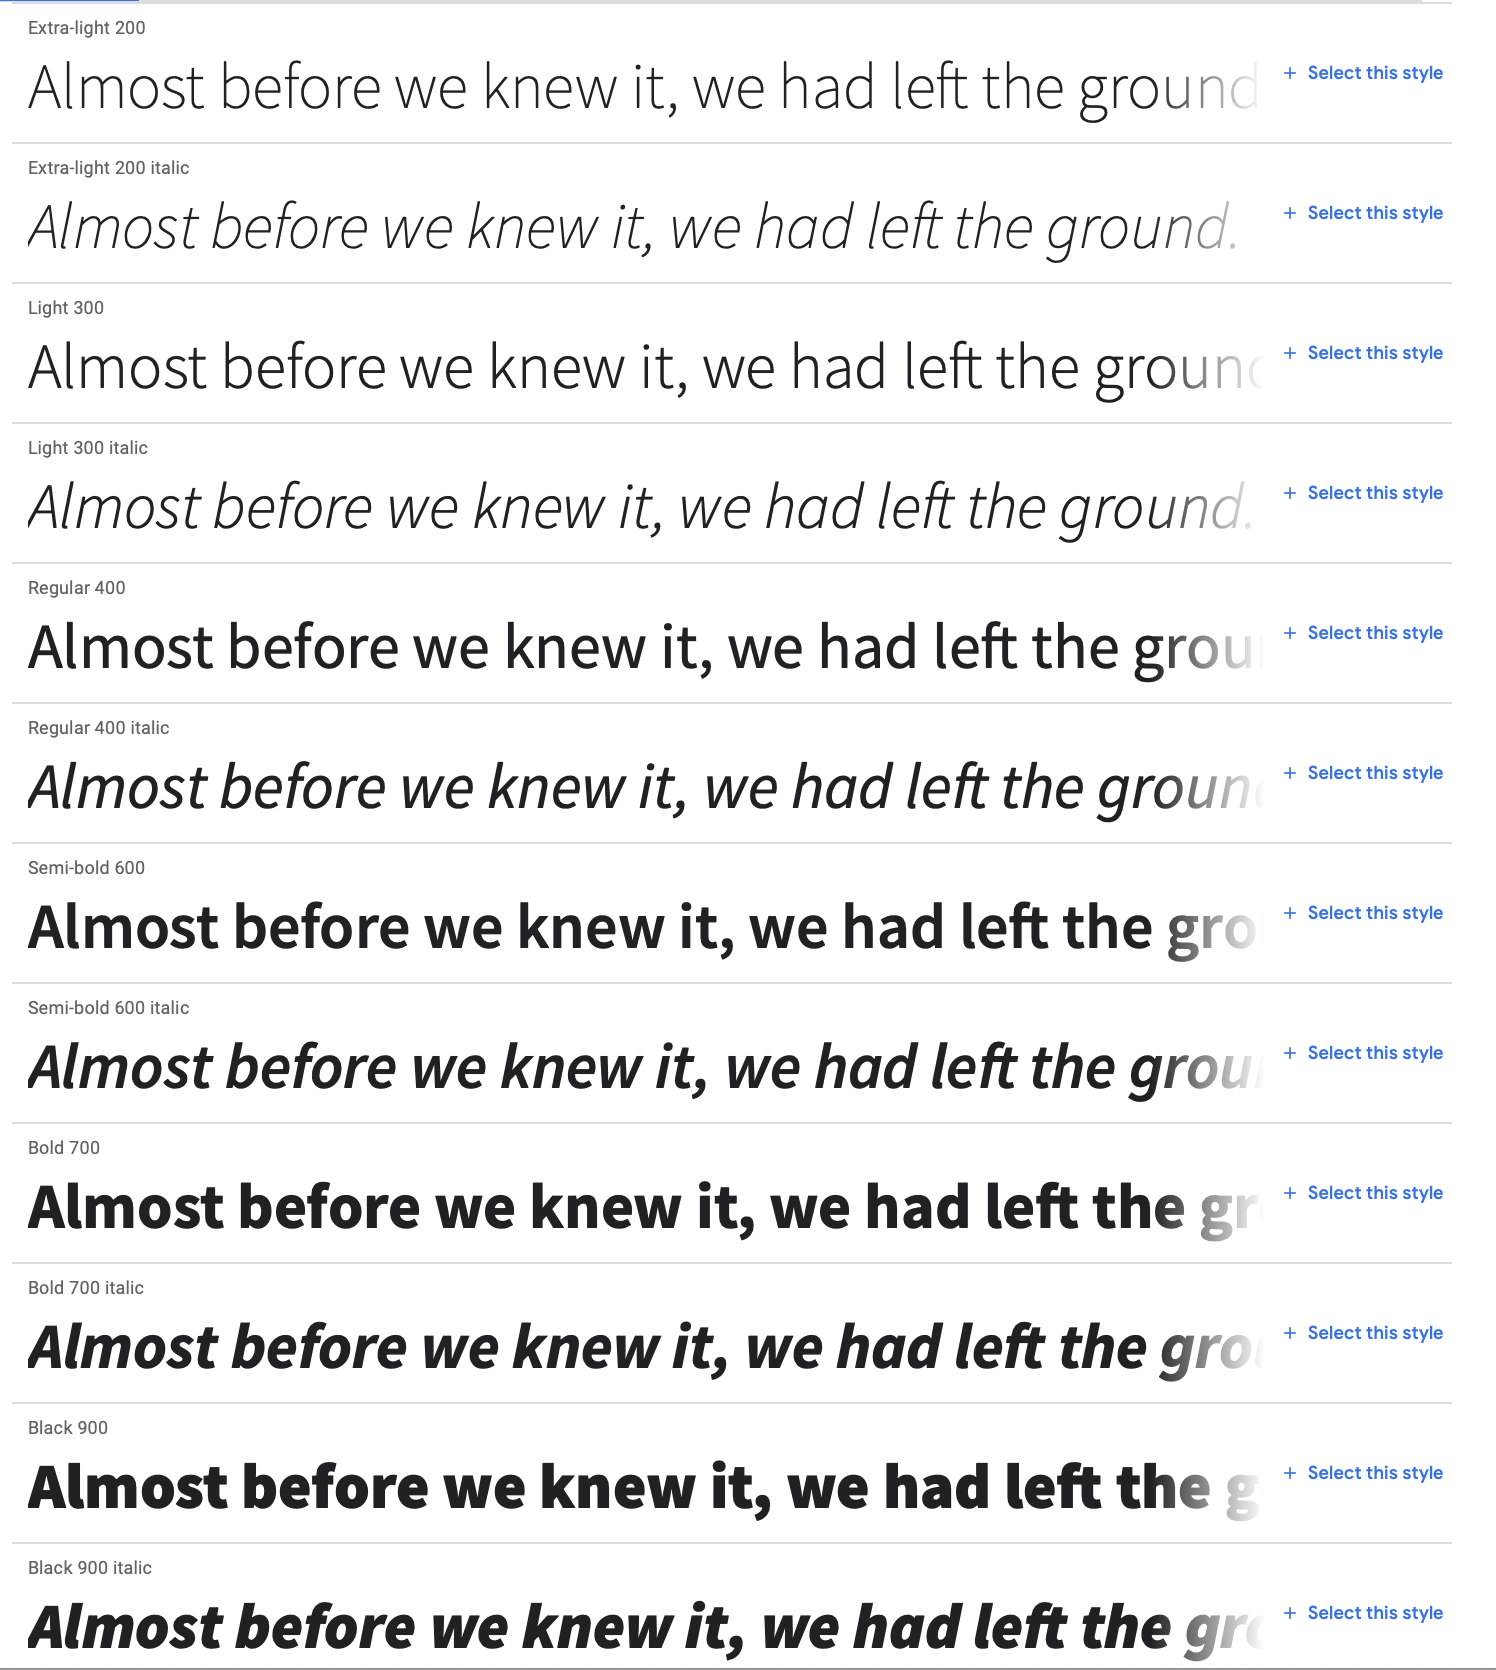 Extra-light 200
Almost before we knew it, we had left the ground
+ Select this style
Extra-light 200 italic
Almost before we knew it, we had left the ground.
+ Select this style
Light 300
Almost before we knew it, we had left the ground
+ Select this style
Light 300 italic
Almost before we knew it, we had left the ground.
+ Select this style
Regular 400
Almost before we knew it, we had left the grou
+ Select this style
Regular 400 italic
Almost before we knew it, we had left the groun
+ Select this style
Semi-bold 600
Almost before we knew it, we had left the gro
+ Select this style
Semi-bold 600 italic
Almost before we knew it, we had left the grou
+ Select this style
Bold 700
Almost before we knew it, we had left the gr
+ Select this style
Bold 700 italic
Almost before we knew it, we had left the gro
+ Select this style
Black 900
Almost before we knew it, we had left the g
+ Select this style
Black 900 italic
Almost before we knew it, we had left the gro
+ Select this style